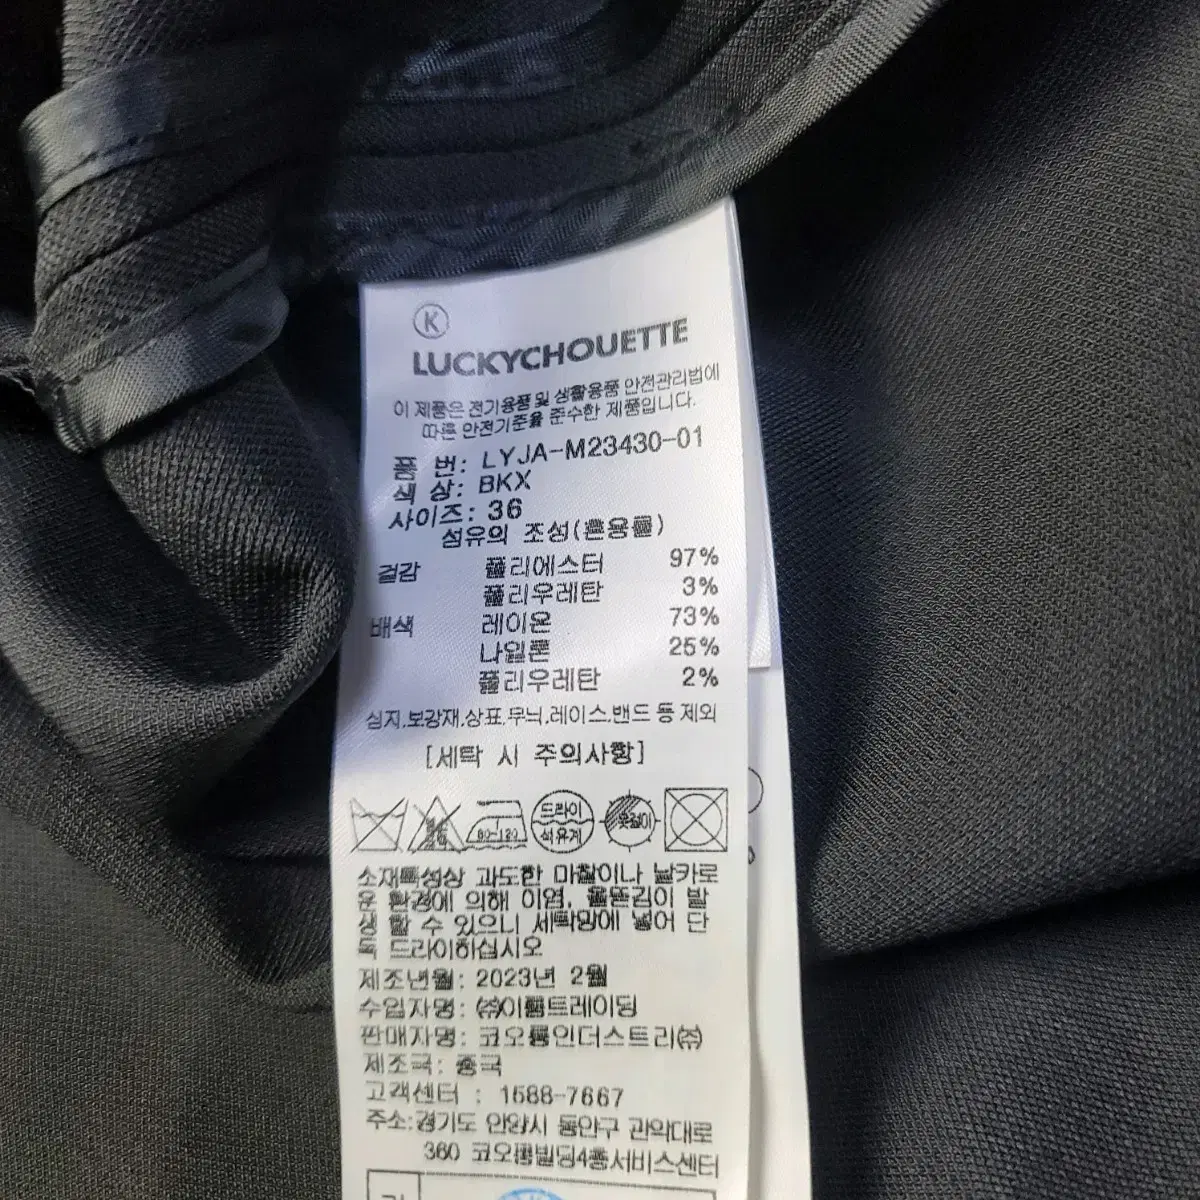 K
LUCKYCHOUETTE
이 제품은 전기용품 및 생활용품 안전관리법에
따른 안전기준을 준수한 제품입니다.
품 번: LYJA-M23430-01
색 상: BKX
사이즈: 36
섬유의 조성(혼용률)
겉감 폴리에스터 97%
폴리우레탄 3%
배색 레이온 73%
나일론 25%
폴리우레탄 2%
심지,보강재,상표,무늬,레이스,밴드 등 제외
[세탁 시 주의사항]
80-120 드라이 석유계 옷걸이
소재특성상 과도한 마찰이나 날카로
운 환경에 의해 이염, 올뜯김이 발
생할 수 있으니 세탁망에 넣어 단
독 드라이하십시오
제조년월: 2023년 2월
수입자명: ㈜이룸트레이딩
판매자명: 코오롱인더스트리㈜
제조국: 중국
고객센터 : 1588-7667
주소:경기도 안양시 동안구 관악대로
360 코오롱빌딩4층서비스센터